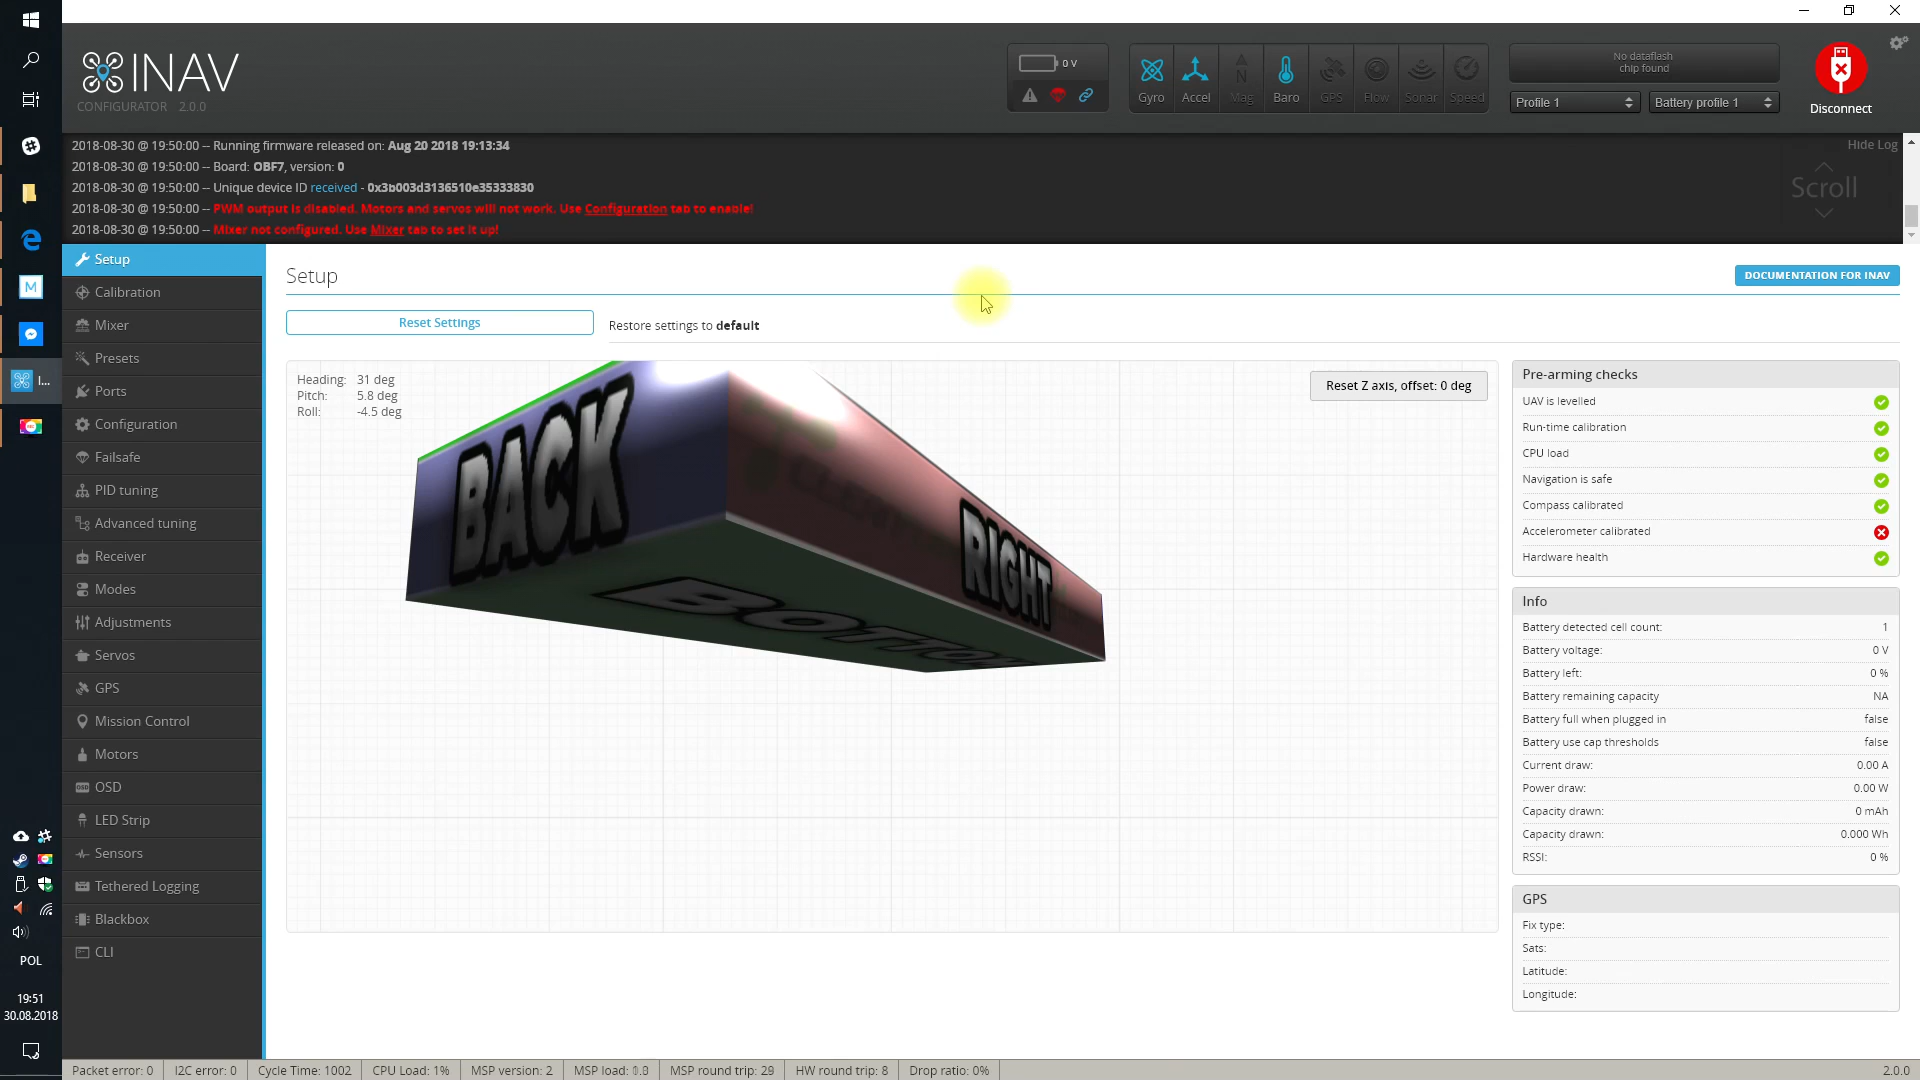 INAV
CONFIGURATOR 2.0.0
0 V
Gyro
Accel
Mag
Baro
GPS
Flow
Sonar
Speed
No dataflash
chip found
Profile 1
Battery profile 1
Disconnect
2018-08-30 @ 19:50:00 -- Running firmware released on: Aug 20 2018 19:13:34
2018-08-30 @ 19:50:00 -- Board: OBF7, version: 0
2018-08-30 @ 19:50:00 -- Unique device ID received - 0x3b003d3136510e35333830
2018-08-30 @ 19:50:00 -- PWM output is disabled. Motors and servos will not work. Use Configuration tab to enable!
2018-08-30 @ 19:50:00 -- Mixer not configured. Use Mixer tab to set it up!
Hide Log
Scroll
Setup
Calibration
Mixer
Presets
Ports
Configuration
Failsafe
PID tuning
Advanced tuning
Receiver
Modes
Adjustments
Servos
GPS
Mission Control
Motors
OSD
LED Strip
Sensors
Tethered Logging
Blackbox
CLI
Setup
DOCUMENTATION FOR INAV
Reset Settings
Restore settings to default
Heading: 31 deg
Pitch: 5.8 deg
Roll: -4.5 deg
Reset Z axis, offset: 0 deg
BACK
RIGHT
Pre-arming checks
UAV is levelled
Run-time calibration
CPU load
Navigation is safe
Compass calibrated
Accelerometer calibrated
Hardware health
Info
Battery detected cell count: 1
Battery voltage: 0 V
Battery left: 0 %
Battery remaining capacity NA
Battery full when plugged in false
Battery use cap thresholds false
Current draw: 0.00 A
Power draw: 0.00 W
Capacity drawn: 0 mAh
Capacity drawn: 0.000 Wh
RSSI: 0 %
GPS
Fix type:
Sats:
Latitude:
Longitude:
I...
M
POL
19:51
30.08.2018
Packet error: 0
I2C error: 0
Cycle Time: 1002
CPU Load: 1%
MSP version: 2
MSP load:
MSP round trip: 29
HW round trip: 8
Drop ratio: 0%
2.0.0